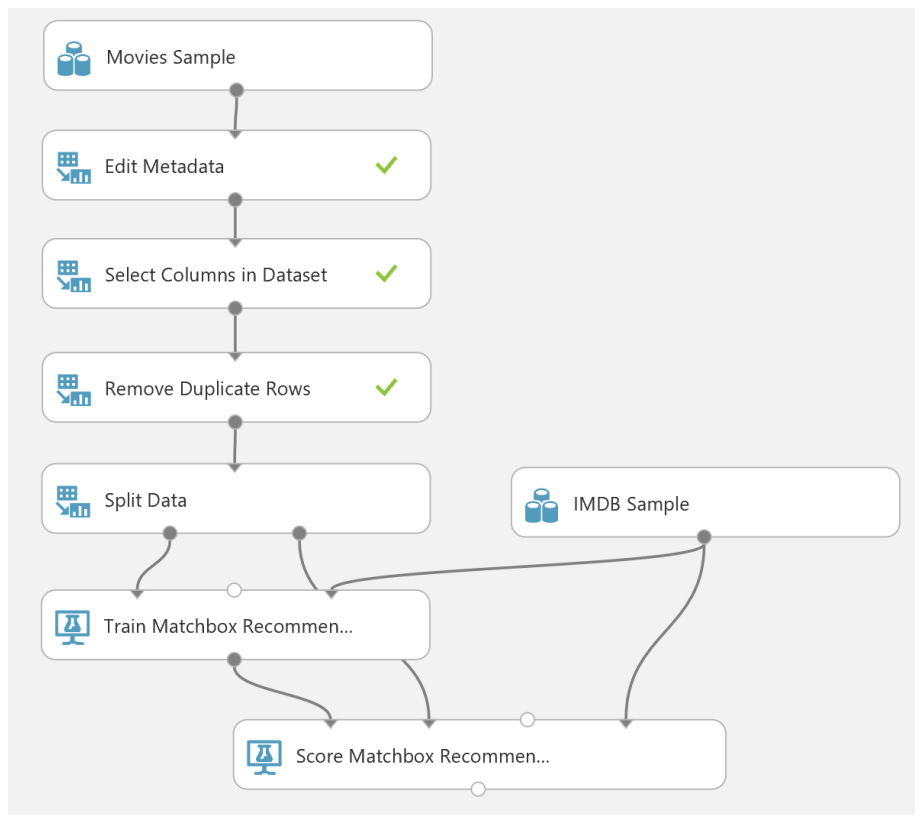 Movies Sample
Edit Metadata
Select Columns in Dataset
Remove Duplicate Rows
Split Data
IMDB Sample
Train Matchbox Recommen...
Score Matchbox Recommen...